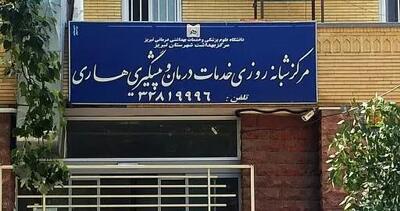 دانشگاه علوم پزشکی و خدمات بهداشتی درمانی تبریز
مرکز بهداشت شهرستان تبریز
مرکز شبانه روزی خدمات درمان و پیشگیری هاری
تلفن: ۳۲۸۱۹۹۹۶